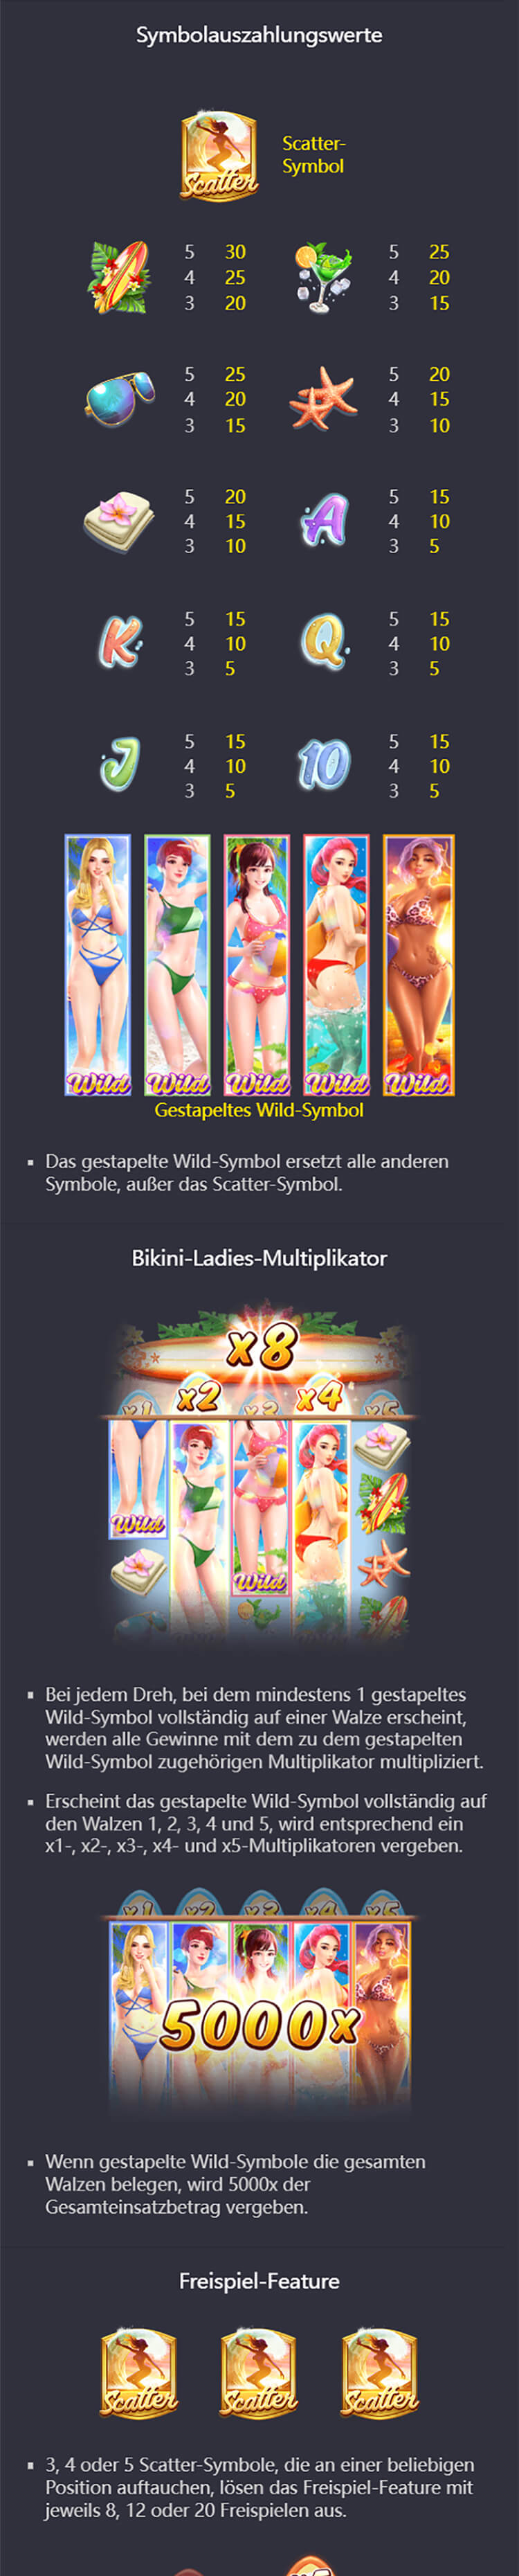 Symbolauszahlungswerte
Scatter
Scatter-
Symbol
5 30
4 25
3 20
5 25
4 20
3 15
5 25
4 20
3 15
5 20
4 15
3 10
5 20
4 15
3 10
A
5 15
4 10
3 5
K
5 15
4 10
3 5
Q
5 15
4 10
3 5
J
5 15
4 10
3 5
10
5 15
4 10
3 5
Wild Wild Wild Wild Wild
Gestapeltes Wild-Symbol
▪ Das gestapelte Wild-Symbol ersetzt alle anderen
Symbole, außer das Scatter-Symbol.
Bikini-Ladies-Multiplikator
x8
x1 x2 x3 x4 x5
Wild
Wild
▪ Bei jedem Dreh, bei dem mindestens 1 gestapeltes
Wild-Symbol vollständig auf einer Walze erscheint,
werden alle Gewinne mit dem zu dem gestapelten
Wild-Symbol zugehörigen Multiplikator multipliziert.
▪ Erscheint das gestapelte Wild-Symbol vollständig auf
den Walzen 1, 2, 3, 4 und 5, wird entsprechend ein
x1-, x2-, x3-, x4- und x5-Multiplikatoren vergeben.
x1 x2 x3 x4 x5
5000x
▪ Wenn gestapelte Wild-Symbole die gesamten
Walzen belegen, wird 5000x der
Gesamteinsatzbetrag vergeben.
Freispiel-Feature
Scatter Scatter Scatter
▪ 3, 4 oder 5 Scatter-Symbole, die an einer beliebigen
Position auftauchen, lösen das Freispiel-Feature mit
jeweils 8, 12 oder 20 Freispielen aus.